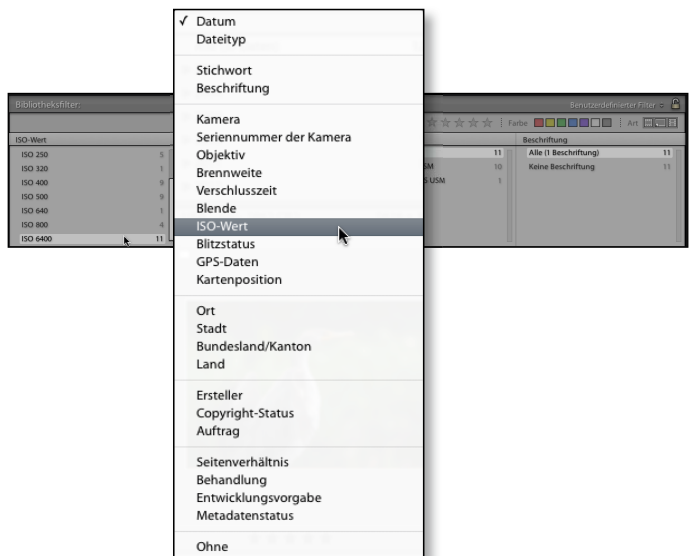 Datum
Dateityp
Stichwort
Beschriftung
Kamera
Seriennummer der Kamera
Objektiv
Brennweite
Verschlusszeit
Blende
ISO-Wert
Blitzstatus
GPS-Daten
Kartenposition
Ort
Stadt
Bundesland/Kanton
Land
Ersteller
Copyright-Status
Auftrag
Seitenverhältnis
Behandlung
Entwicklungsvorgabe
Metadatenstatus
Ohne
Bibliotheksfilter:
Benutzerdefinierter Filter
Farbe
Art
ISO-Wert
ISO 250 5
ISO 320 1
ISO 400 9
ISO 500 9
ISO 640 1
ISO 800 4
ISO 6400 11
11
SM 10
USM 1
Beschriftung
Alle (1 Beschriftung) 11
Keine Beschriftung 11